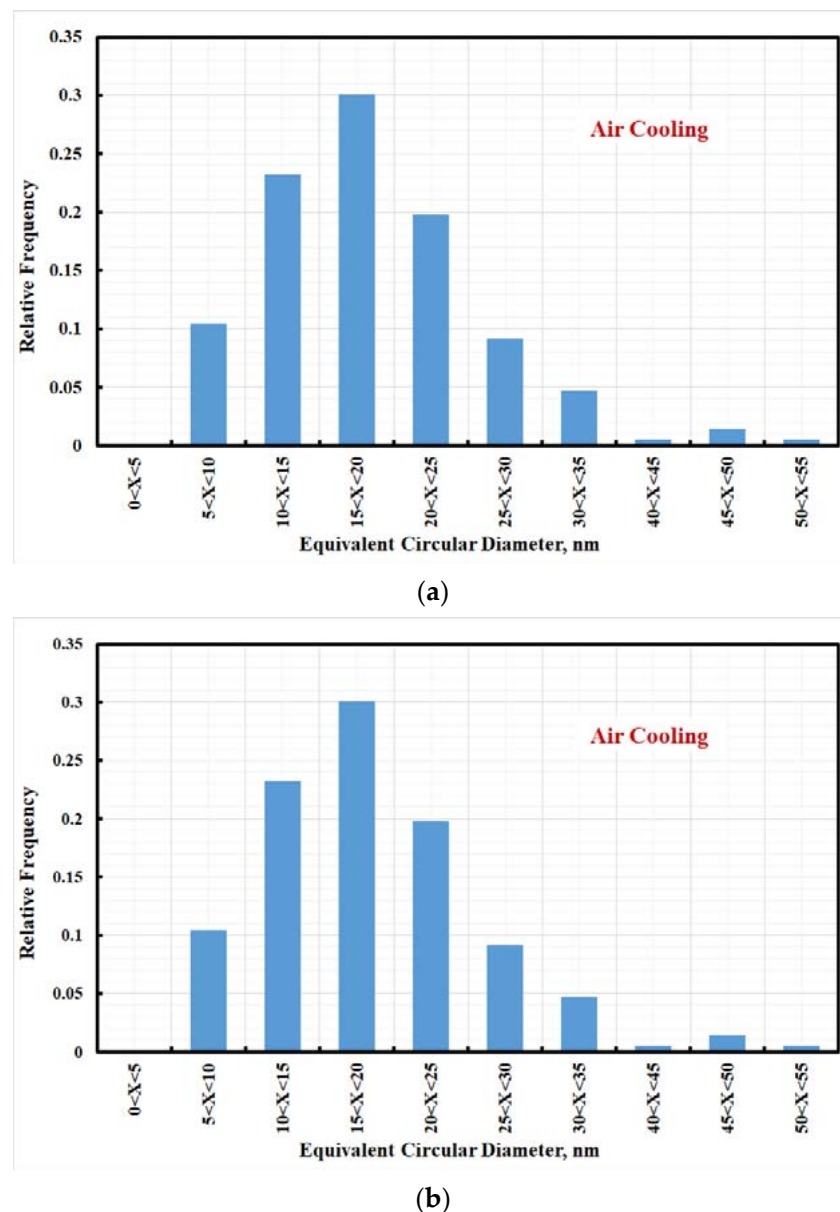 0.35
0.3
0.25
0.2
0.15
0.1
0.05
0
Relative Frequency
Air Cooling
0<X<5
5<X<10
10<X<15
15<X<20
20<X<25
25<X<30
30<X<35
40<X<45
45<X<50
50<X<55
Equivalent Circular Diameter, nm
(a)
0.35
0.3
0.25
0.2
0.15
0.1
0.05
0
Relative Frequency
Air Cooling
0<X<5
5<X<10
10<X<15
15<X<20
20<X<25
25<X<30
30<X<35
40<X<45
45<X<50
50<X<55
Equivalent Circular Diameter, nm
(b)